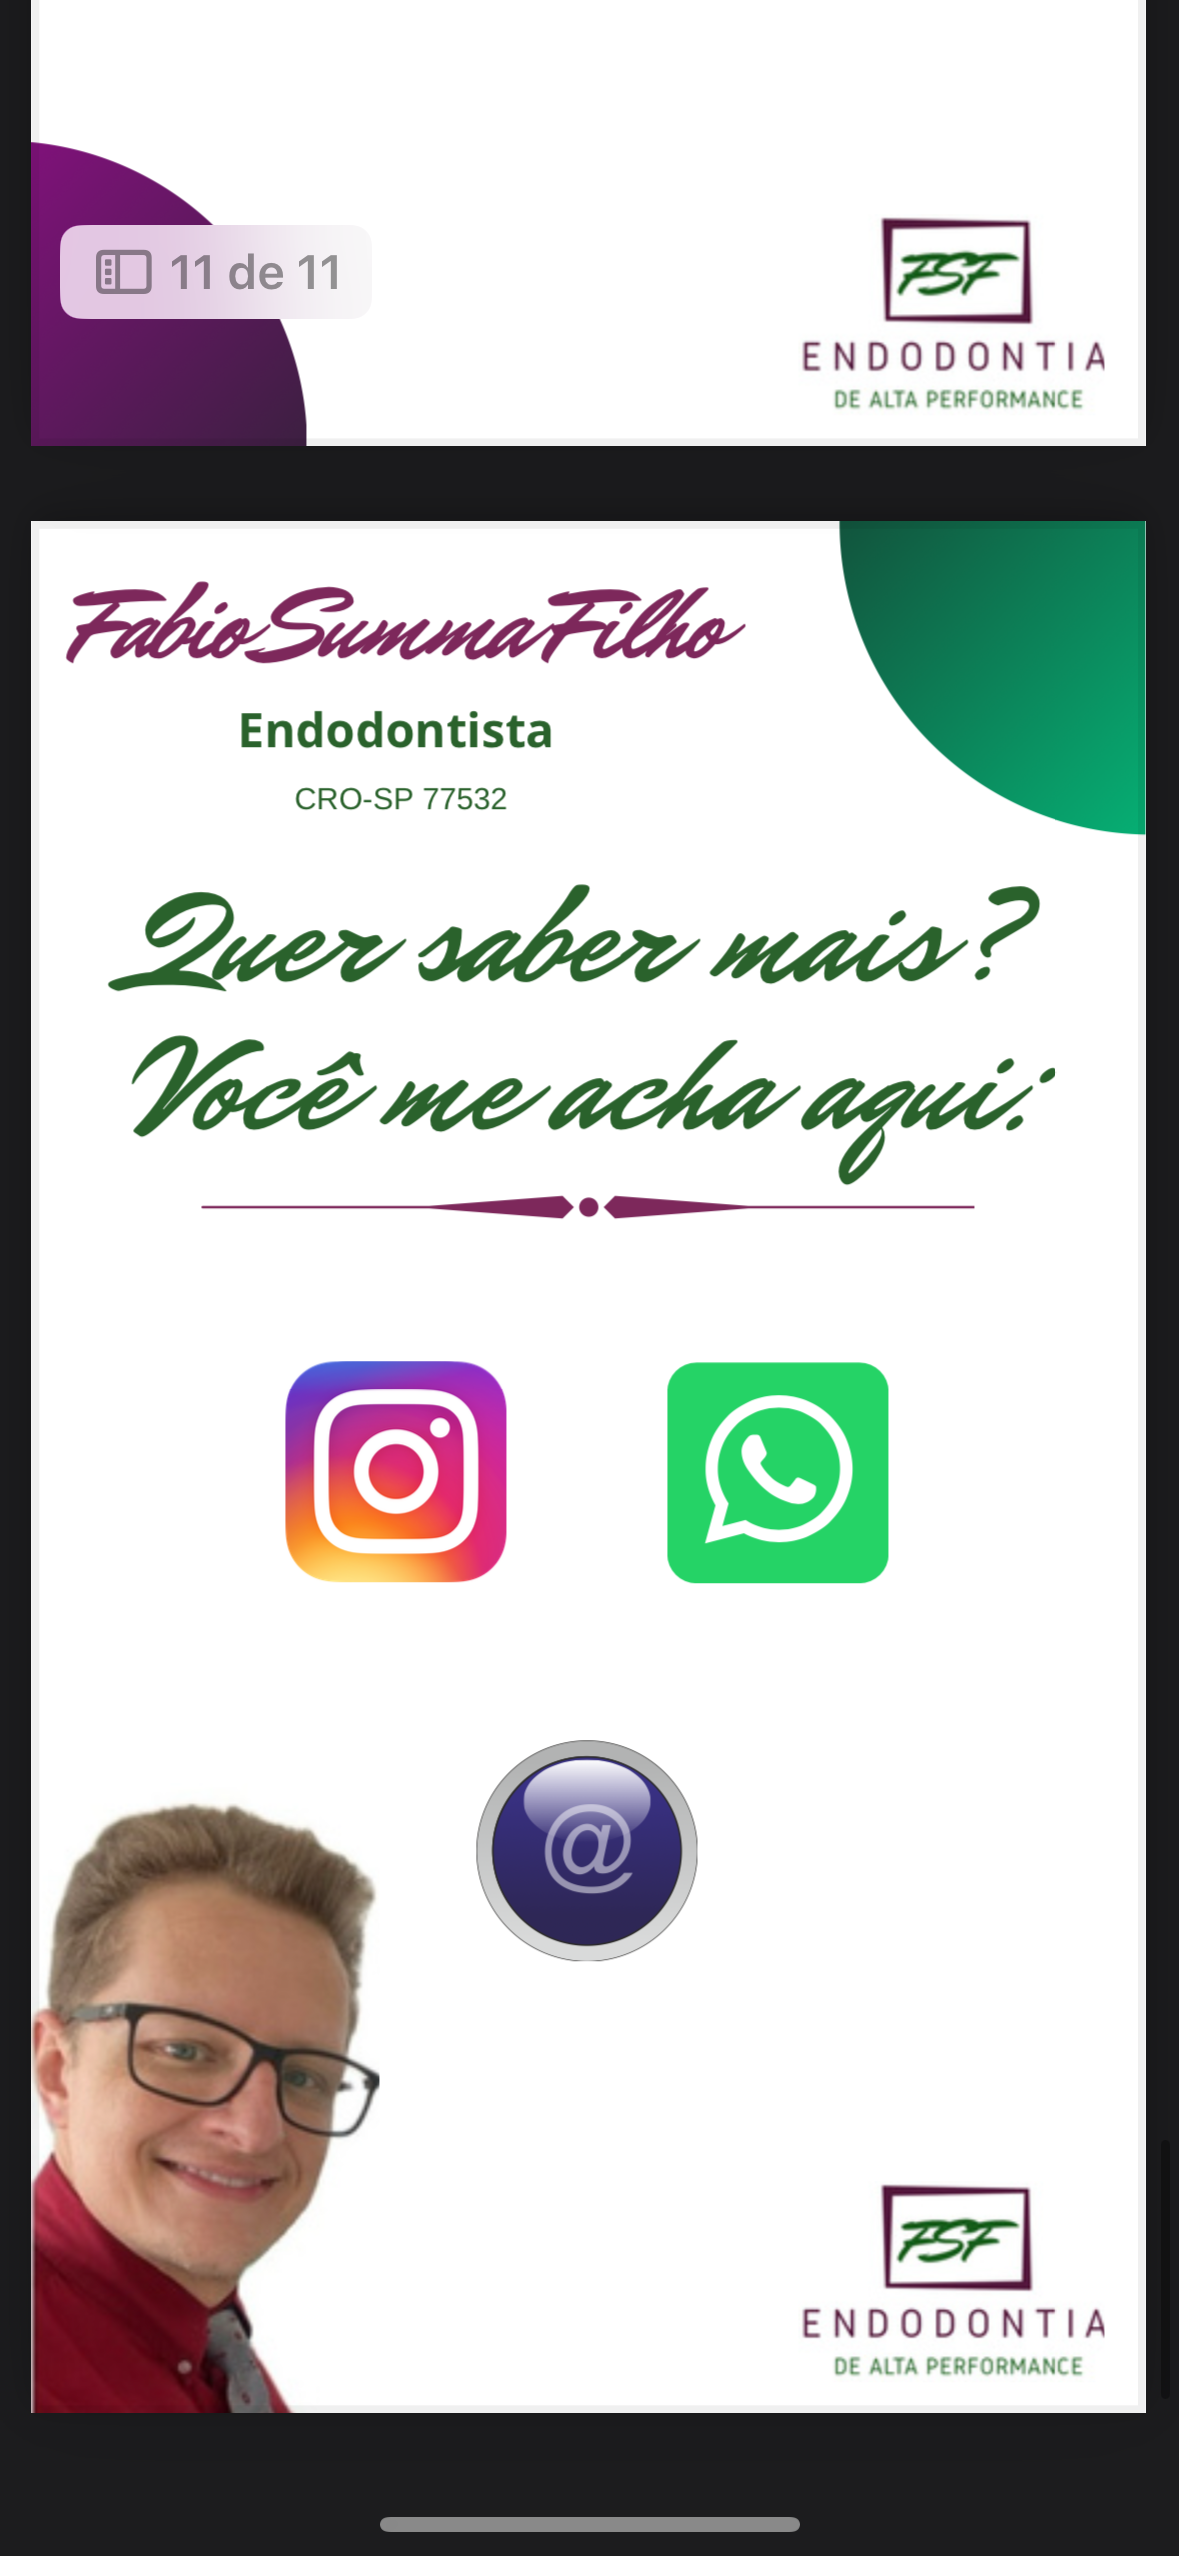 11 de 11
FSF
ENDODONTIA
DE ALTA PERFORMANCE
FabioSummaFilho
Endodontista
CRO-SP 77532
Quer saber mais?
Você me acha aqui:
@
FSF
ENDODONTIA
DE ALTA PERFORMANCE